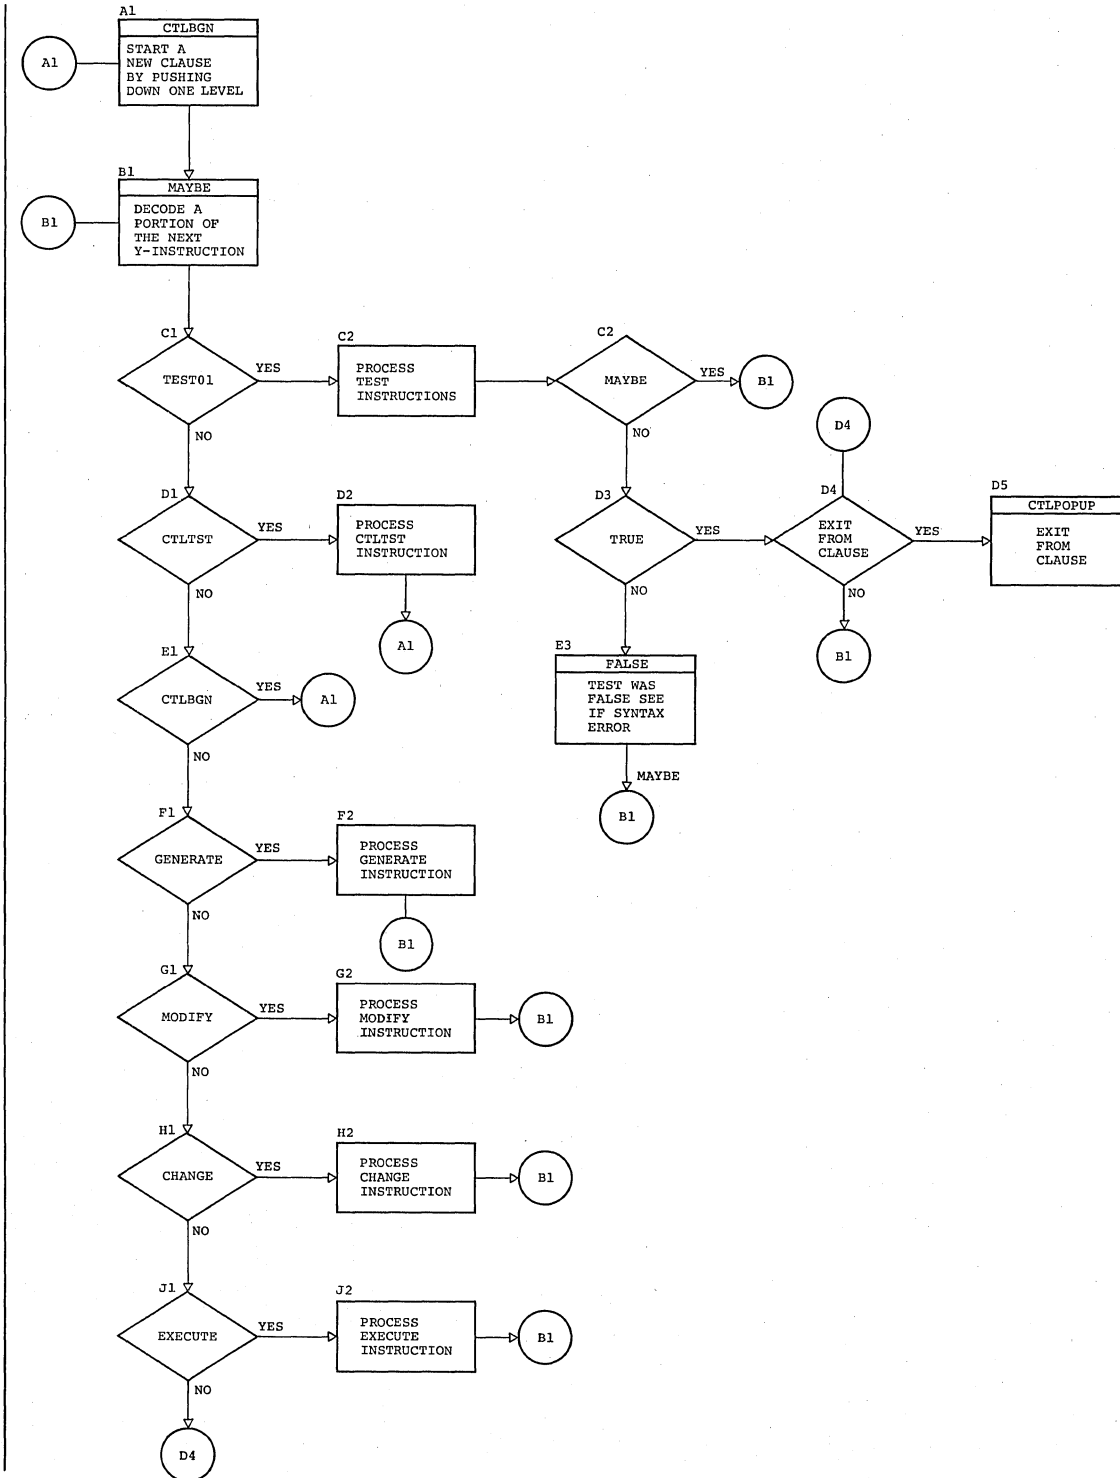 A1
CTLBGN
A1
START A
NEW CLAUSE
BY PUSHING
DOWN ONE LEVEL
B1
MAYBE
B1
DECODE A
PORTION OF
THE NEXT
Y-INSTRUCTION
C1
TEST01
YES
NO
C2
PROCESS
TEST
INSTRUCTIONS
C2
MAYBE
YES
B1
NO
D4
D1
CTLTST
YES
NO
D2
PROCESS
CTLTST
INSTRUCTION
A1
D3
TRUE
YES
NO
D4
EXIT
FROM
CLAUSE
YES
NO
B1
D5
CTLPOPUP
EXIT
FROM
CLAUSE
E1
CTLBGN
YES
A1
NO
E3
FALSE
TEST WAS
FALSE SEE
IF SYNTAX
ERROR
MAYBE
B1
F1
GENERATE
YES
NO
F2
PROCESS
GENERATE
INSTRUCTION
B1
G1
MODIFY
YES
NO
G2
PROCESS
MODIFY
INSTRUCTION
B1
H1
CHANGE
YES
NO
H2
PROCESS
CHANGE
INSTRUCTION
B1
J1
EXECUTE
YES
NO
J2
PROCESS
EXECUTE
INSTRUCTION
B1
D4